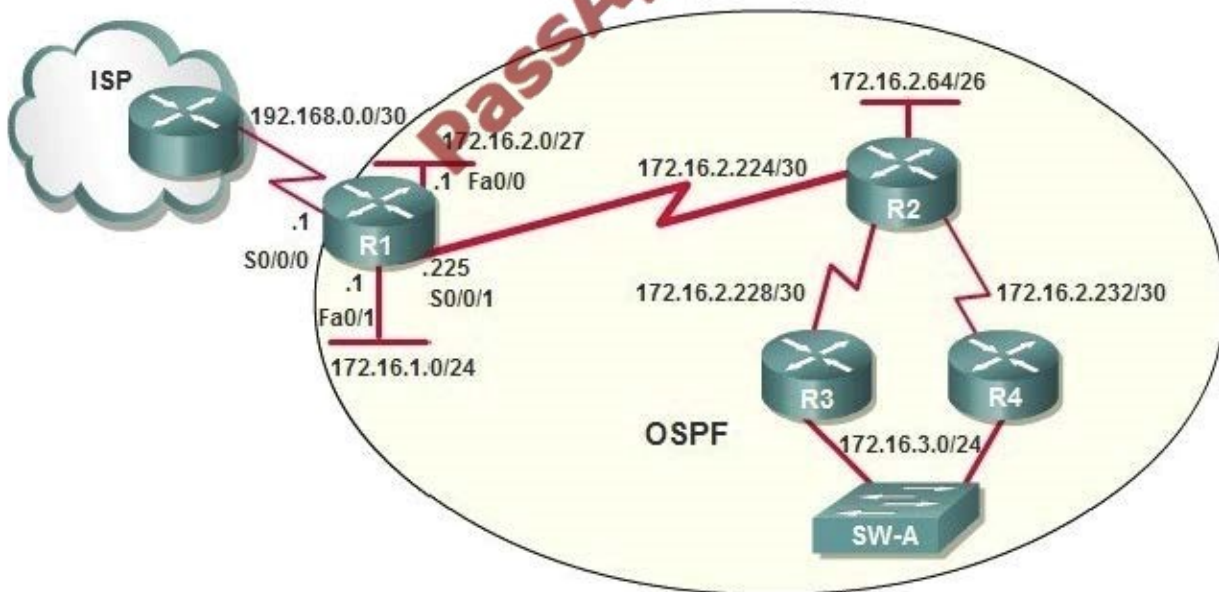 PassA
ISP
192.168.0.0/30
172.16.2.0/27
.1 Fa0/0
.1
S0/0/0
R1
.1
Fa0/1
.225
S0/0/1
172.16.1.0/24
172.16.2.224/30
172.16.2.64/26
R2
172.16.2.228/30
172.16.2.232/30
R3
R4
OSPF
172.16.3.0/24
SW-A